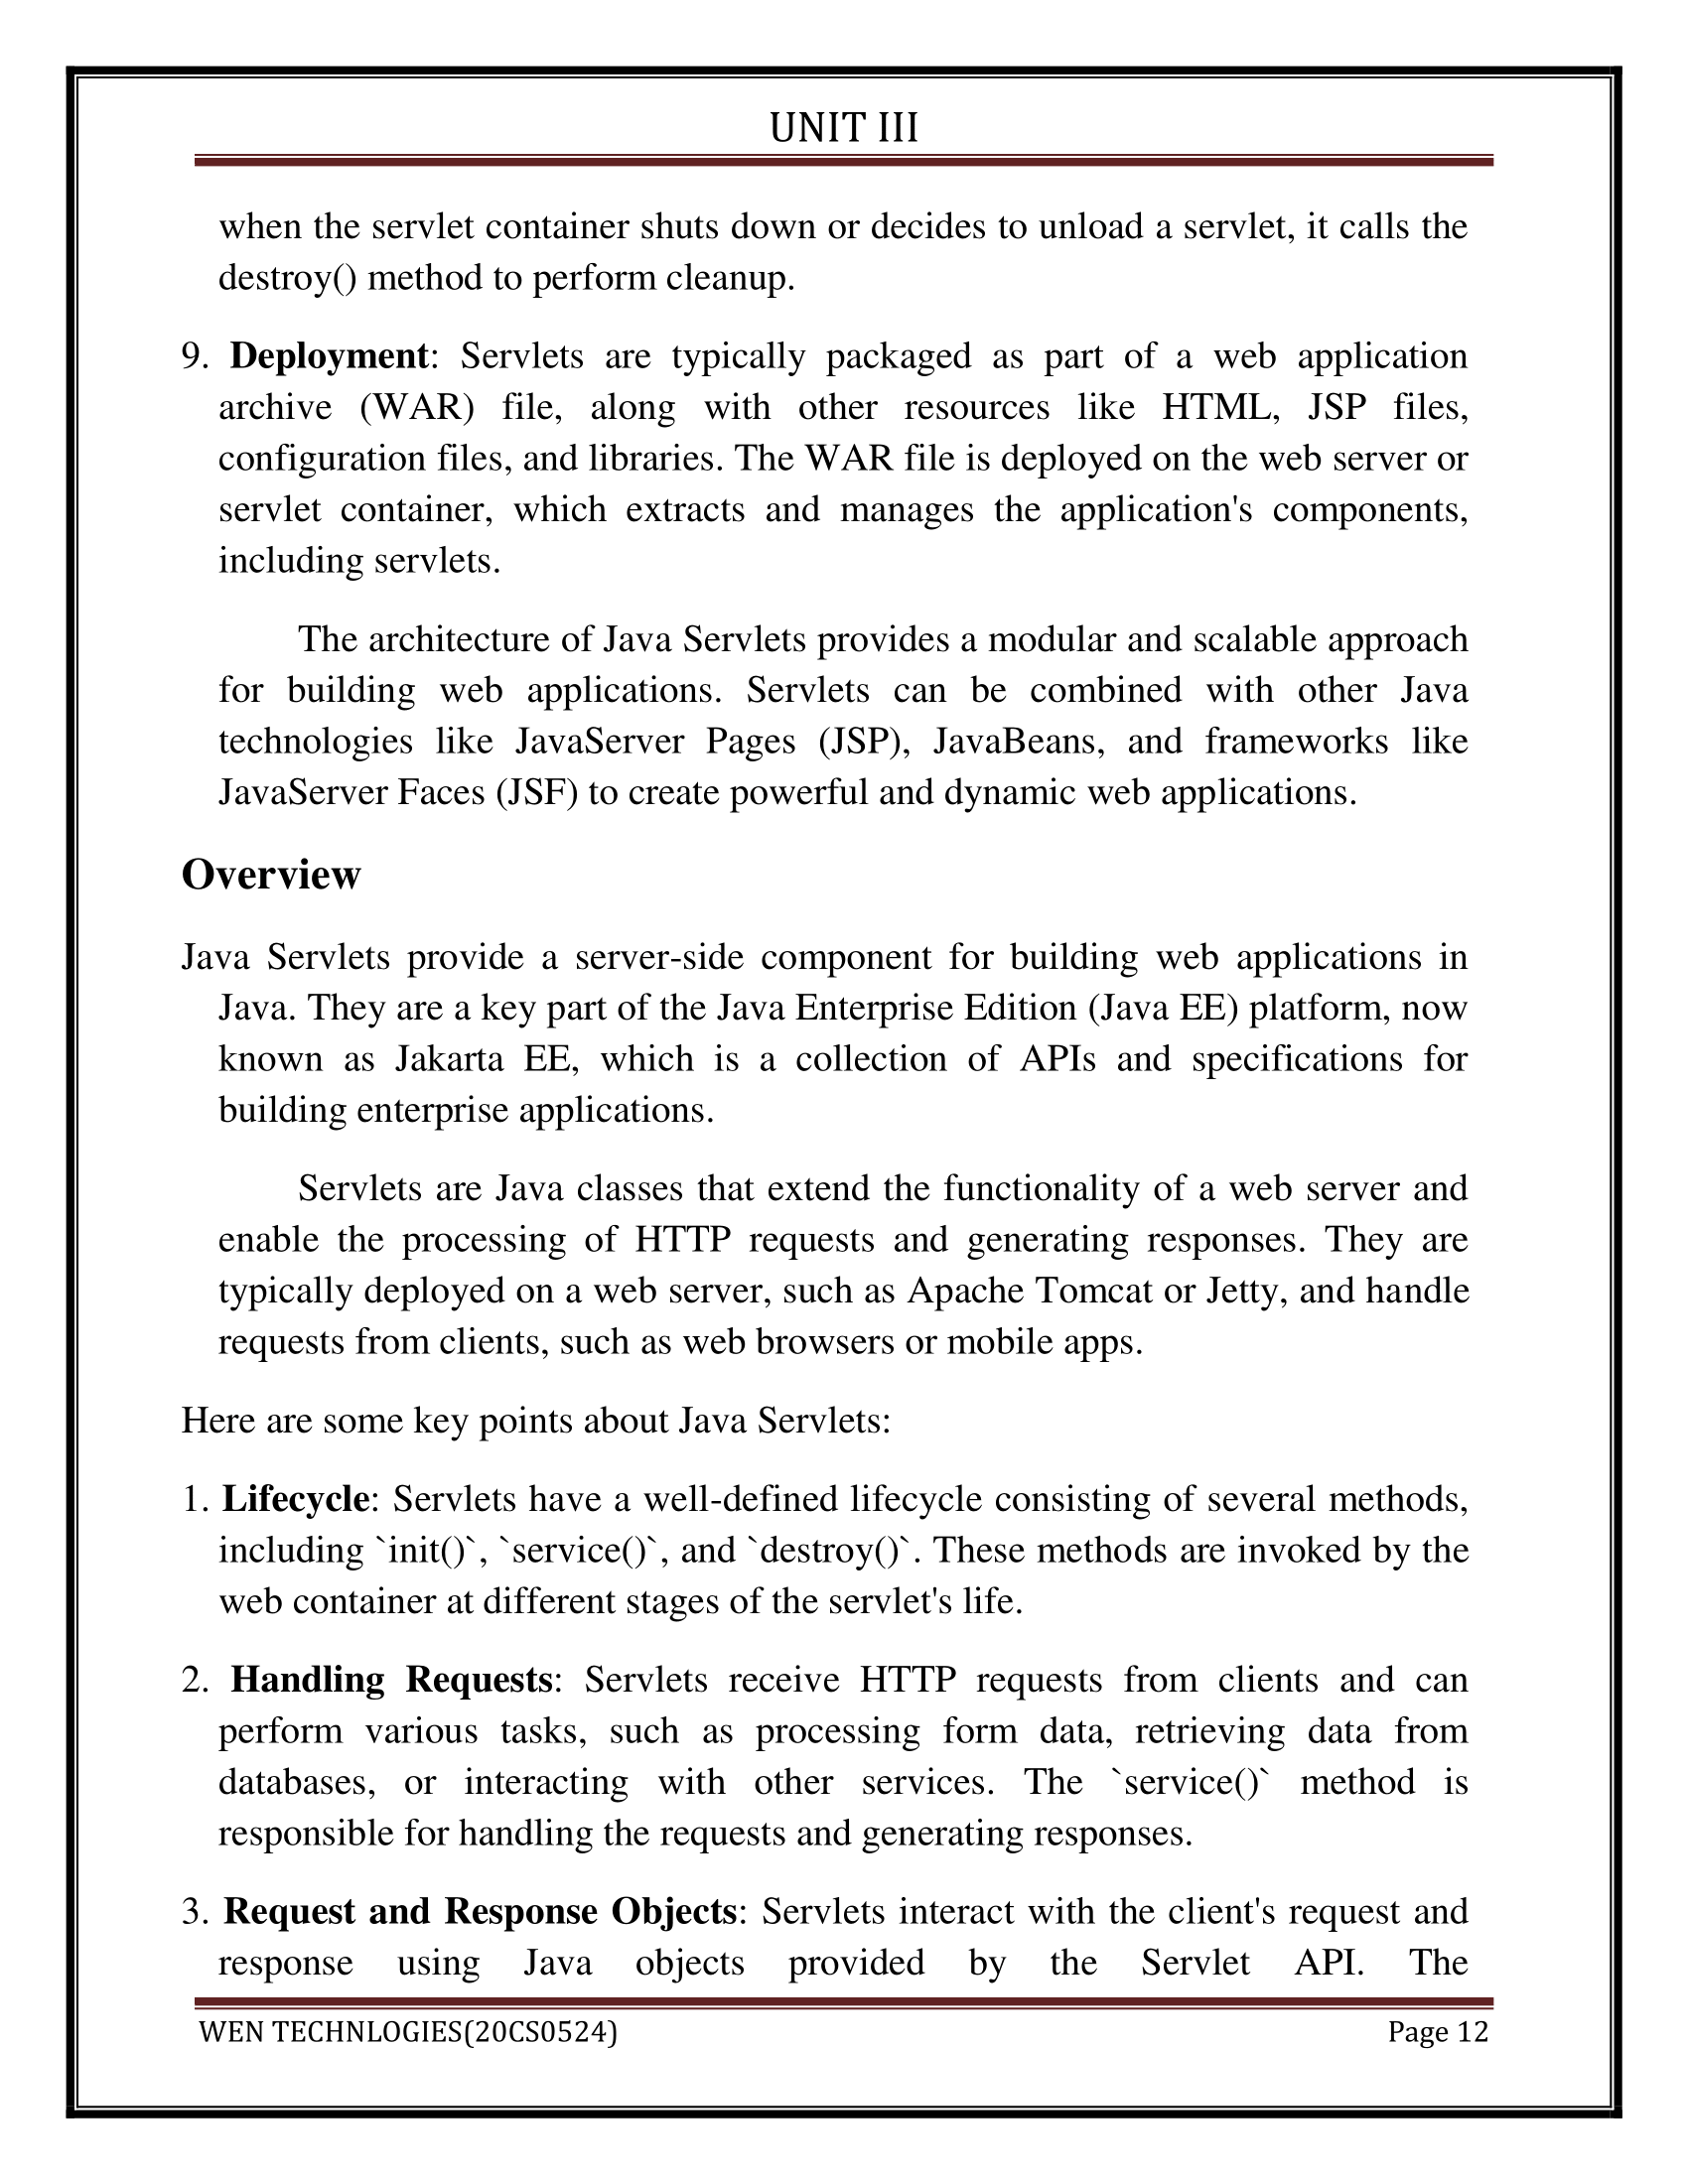 UNIT III
when the servlet container shuts down or decides to unload a servlet, it calls the
destroy() method to perform cleanup.
9. Deployment: Servlets are typically packaged as part of a web application
archive (WAR) file, along with other resources like HTML, JSP files,
configuration files, and libraries. The WAR file is deployed on the web server or
servlet container, which extracts and manages the application's components,
including servlets.
The architecture of Java Servlets provides a modular and scalable approach
for building web applications. Servlets can be combined with other Java
technologies like JavaServer Pages (JSP), JavaBeans, and frameworks like
JavaServer Faces (JSF) to create powerful and dynamic web applications.
Overview
Java Servlets provide a server-side component for building web applications in
Java. They are a key part of the Java Enterprise Edition (Java EE) platform, now
known as Jakarta EE, which is a collection of APIs and specifications for
building enterprise applications.
Servlets are Java classes that extend the functionality of a web server and
enable the processing of HTTP requests and generating responses. They are
typically deployed on a web server, such as Apache Tomcat or Jetty, and handle
requests from clients, such as web browsers or mobile apps.
Here are some key points about Java Servlets:
1. Lifecycle: Servlets have a well-defined lifecycle consisting of several methods,
including `init()`, `service()`, and `destroy()`. These methods are invoked by the
web container at different stages of the servlet's life.
2. Handling Requests: Servlets receive HTTP requests from clients and can
perform various tasks, such as processing form data, retrieving data from
databases, or interacting with other services. The `service()` method is
responsible for handling the requests and generating responses.
3. Request and Response Objects: Servlets interact with the client's request and
response using Java objects provided by the Servlet API. The
WEN TECHNLOGIES(20CS0524) Page 12